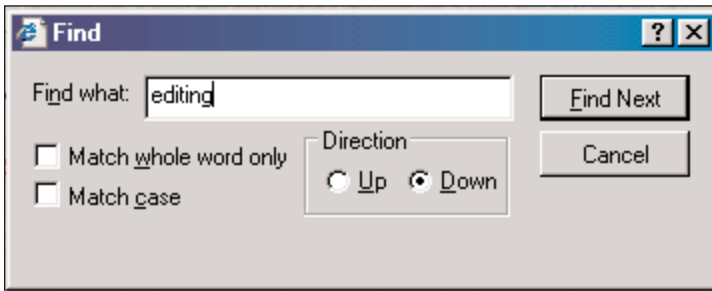 Find
Find what: editing Find Next
Match whole word only Direction Cancel
Match case Up Down